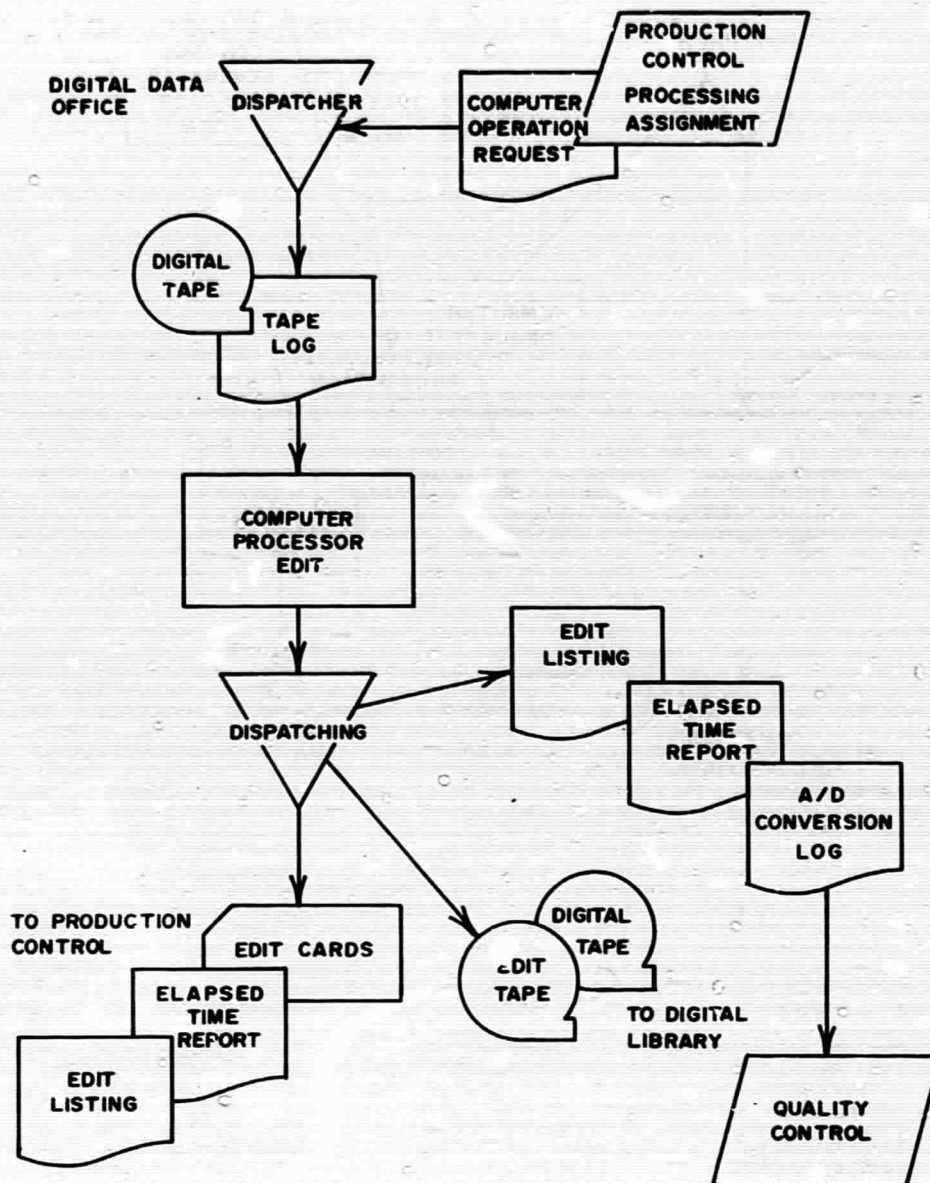 PRODUCTION
CONTROL
PROCESSING
ASSIGNMENT
DIGITAL DATA
OFFICE
DISPATCHER
COMPUTER
OPERATION
REQUEST
DIGITAL
TAPE
TAPE
LOG
COMPUTER
PROCESSOR
EDIT
DISPATCHING
EDIT
LISTING
ELAPSED
TIME
REPORT
A/D
CONVERSION
LOG
TO PRODUCTION
CONTROL
EDIT CARDS
ELAPSED
TIME
REPORT
EDIT
LISTING
DIGITAL
TAPE
EDIT
TAPE
TO DIGITAL
LIBRARY
QUALITY
CONTROL